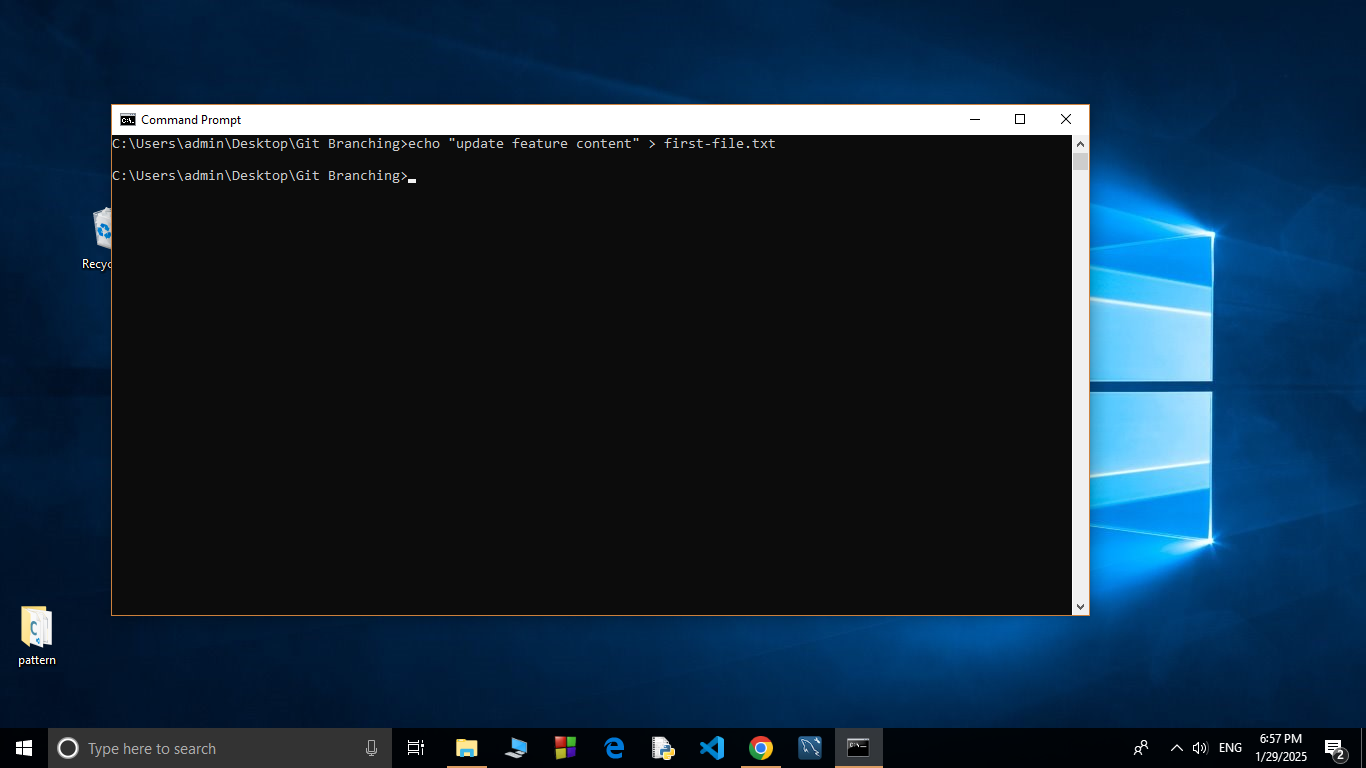 Command Prompt
C:\Users\admin\Desktop\Git Branching>echo "update feature content" > first-file.txt
C:\Users\admin\Desktop\Git Branching>
Recyc
pattern
Type here to search
ENG
6:57 PM
1/29/2025
2